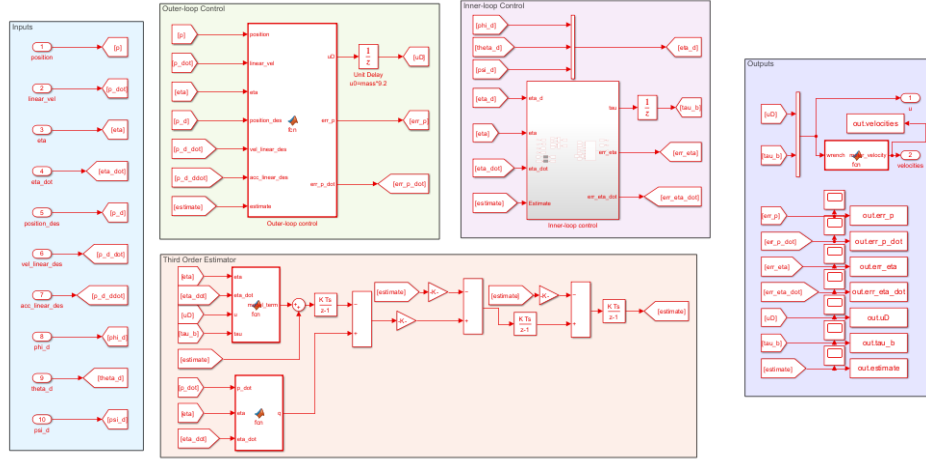 Inputs
1
position
[p]
2
linear_vel
[p_dot]
3
eta
[eta]
4
eta_dot
[eta_dot]
5
position_des
[p_d]
6
vel_linear_des
[p_d_dot]
7
acc_linear_des
[p_d_ddot]
8
phi_d
[phi_d]
9
theta_d
[theta_d]
10
psi_d
[psi_d]
Outer-loop Control
[p]
[p_dot]
[eta]
[p_d]
[p_d_dot]
[p_d_ddot]
[estimate]
position
linear_vel
eta
position_des
vel_linear_des
acc_linear_des
estimate
fcn
uD
err_p
err_p_dot
Outer-loop control
1
z
Unit Delay
u0=mass*9.2
[uD]
[err_p]
[err_p_dot]
Inner-loop Control
[phi_d]
[theta_d]
[psi_d]
[eta_d]
[eta_d]
[eta]
[eta_dot]
[estimate]
eta_d
eta
eta_dot
Estimate
tau
err_eta
err_eta_dot
Inner-loop control
1
z
[tau_b]
[err_eta]
[err_eta_dot]
Third Order Estimator
[eta]
[eta_ddt]
[uD]
[tau_b]
[estimate]
eta
eta_dot
u
tau
fcn
K Ts
z-1
[p_dot]
[eta]
[eta_ddt]
p_dot
eta
eta_dot
fcn
q
[estimate]
-K-
-K-
K Ts
z-1
[estimate]
-K-
K Ts
z-1
[estimate]
Outputs
[uD]
[tau_b]
1
u
out.velocities
wrench
fcn
2
velocities
[err_p]
out.err_p
[err_p_dot]
out.err_p_dot
[err_eta]
out.err_eta
[err_eta_dot]
out.err_eta_dot
[uD]
out.uD
[tau_b]
out.tau_b
[estimate]
out.estimate